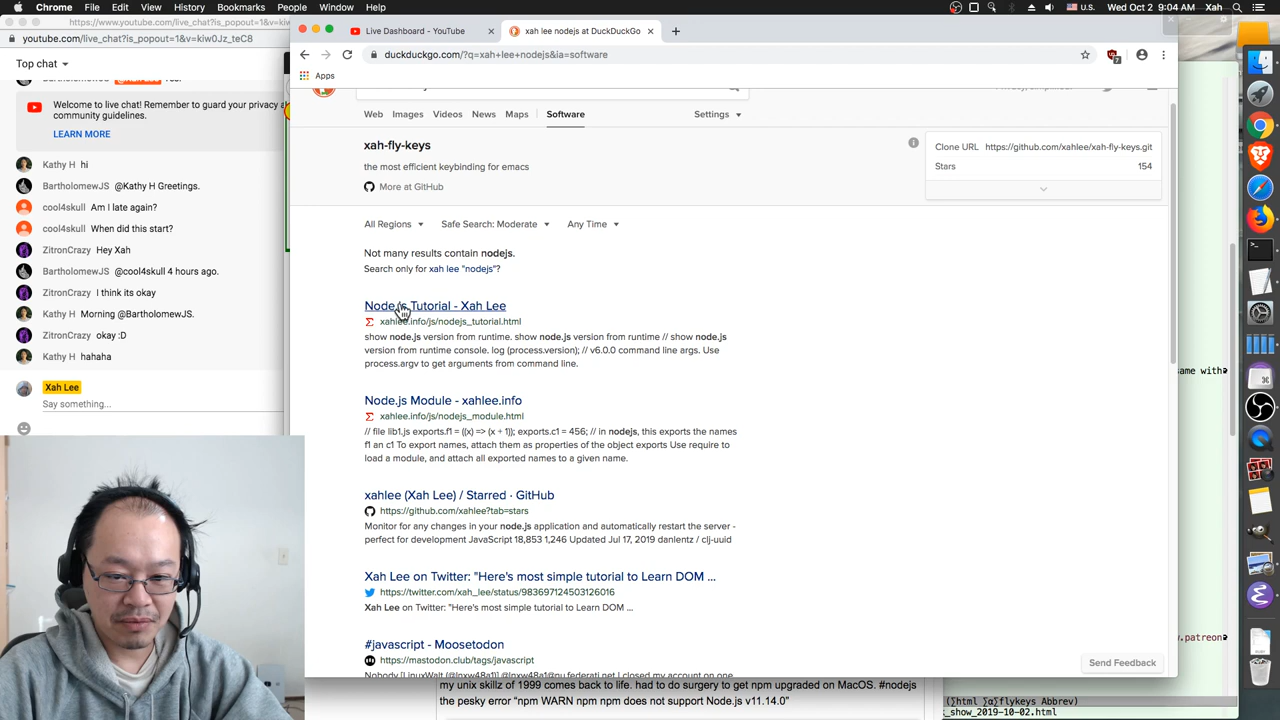 Chrome File Edit View History Bookmarks People Window Help
Wed Oct 2 9:04 AM Xah
https://www.youtube.com/live_chat?is_popout=1&v=
youtube.com/live_chat?is_popout=1&v=kiw0Jz_teC8
Top chat
Welcome to live chat! Remember to guard your privacy a
community guidelines.
LEARN MORE
Kathy H hi
BartholomewJS @Kathy H Greetings.
cool4skull Am I late again?
cool4skull When did this start?
ZitronCrazy Hey Xah
BartholomewJS @cool4skull 4 hours ago.
ZitronCrazy I think its okay
Kathy H Morning @BartholomewJS.
ZitronCrazy okay :D
Kathy H hahaha
Xah Lee
Say something...
Live Dashboard - YouTube
xah lee nodejs at DuckDuckGo
duckduckgo.com/?q=xah+lee+nodejs&ia=software
7
Apps
Web Images Videos News Maps Software Settings
xah-fly-keys
the most efficient keybinding for emacs
More at GitHub
Clone URL https://github.com/xahlee/xah-fly-keys.git
Stars 154
All Regions Safe Search: Moderate Any Time
Not many results contain nodejs.
Search only for xah lee "nodejs"?
Node.js Tutorial - Xah Lee
xahlee.info/js/nodejs_tutorial.html
show node.js version from runtime. show node.js version from runtime // show node.js
version from runtime console. log (process.version); // v6.0.0 command line args. Use
process.argv to get arguments from command line.
Node.js Module - xahlee.info
xahlee.info/js/nodejs_module.html
// file lib1.js exports.f1 = ((x) => (x + 1)); exports.c1 = 456; // in nodejs, this exports the names
f1 an c1 To export names, attach them as properties of the object exports Use require to
load a module, and attach all exported names to a given name.
xahlee (Xah Lee) / Starred · GitHub
https://github.com/xahlee?tab=stars
Monitor for any changes in your node.js application and automatically restart the server -
perfect for development JavaScript 18,853 1,246 Updated Jul 17, 2019 danlentz / clj-uuid
Xah Lee on Twitter: "Here's most simple tutorial to Learn DOM ...
https://twitter.com/xah_lee/status/983697124503126016
Xah Lee on Twitter: "Here's most simple tutorial to Learn DOM ...
#javascript - Moosetodon
https://mastodon.club/tags/javascript
Send Feedback
same with
y.patreon
my unix skillz of 1999 comes back to life. had to do surgery to get npm upgraded on MacOS. #nodejs
the pesky error "npm WARN npm npm does not support Node.js v11.14.0"
(∑html ∑α∑flykeys Abbrev)
_show_2019-10-02.html